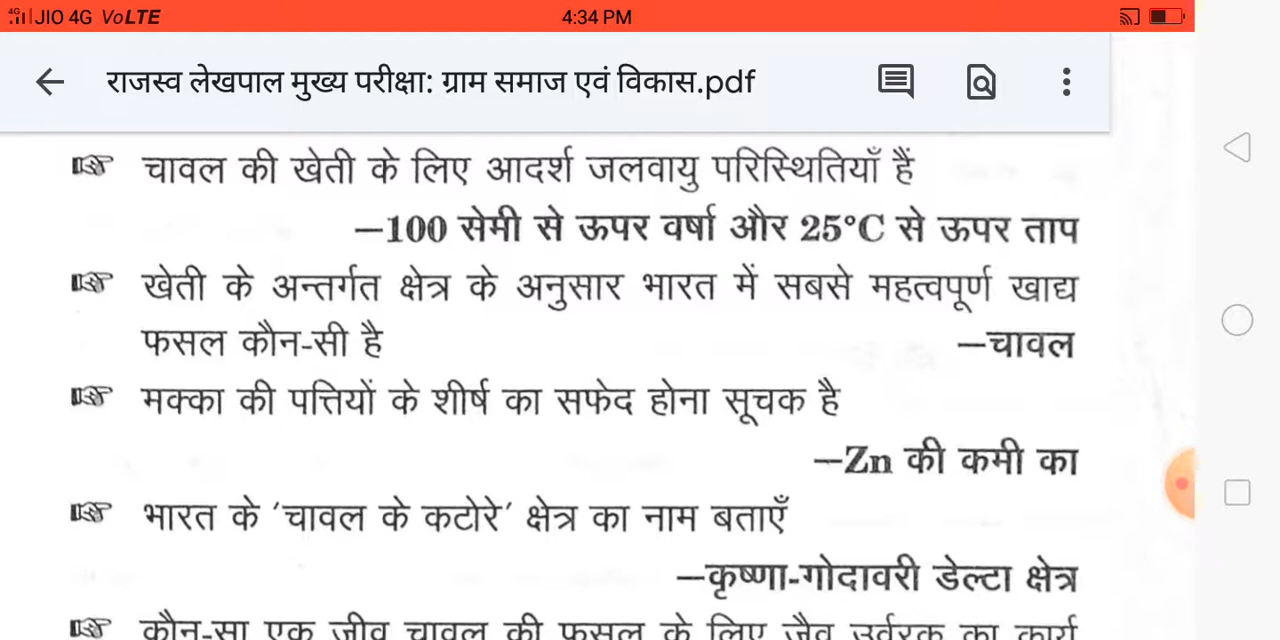 4G JIO 4G VoLTE 4:34 PM
राजस्व लेखपाल मुख्य परीक्षा: ग्राम समाज एवं विकास.pdf
चावल की खेती के लिए आदर्श जलवायु परिस्थितियाँ हैं
–100 सेमी से ऊपर वर्षा और 25°C से ऊपर ताप
खेती के अन्तर्गत क्षेत्र के अनुसार भारत में सबसे महत्वपूर्ण खाद्य
फसल कौन-सी है –चावल
मक्का की पत्तियों के शीर्ष का सफेद होना सूचक है
–Zn की कमी का
भारत के ‘चावल के कटोरे’ क्षेत्र का नाम बताएँ
–कृष्णा-गोदावरी डेल्टा क्षेत्र
कौन-सा एक जीव चावल की फसल के लिए जैव उर्वरक का कार्य